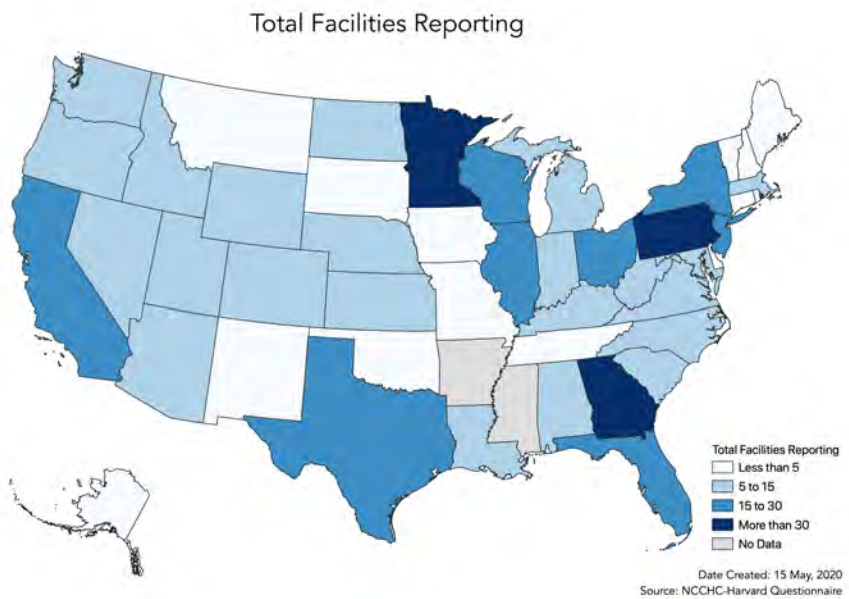 Total Facilities Reporting
Total Facilities Reporting
Less than 5
5 to 15
15 to 30
More than 30
No Data
Date Created: 15 May, 2020
Source: NCCHC-Harvard Questionnaire